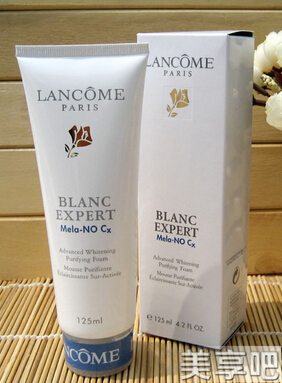 LANCÔME
PARIS
BLANC
EXPERT
Mela-NO Cx
Advanced Whitening
Purifying Foam
Mousse Purifiante
Éclaircissante Sur-Activée
125ml
LANCÔME
LANCÔME
PARIS
BLANC
EXPERT
Mela-NO Cx
Advanced Whitening
Purifying Foam
Mousse Purifiante
Éclaircissante Sur-Activée
e 125 ml 4.2 fl.oz.
美享吧